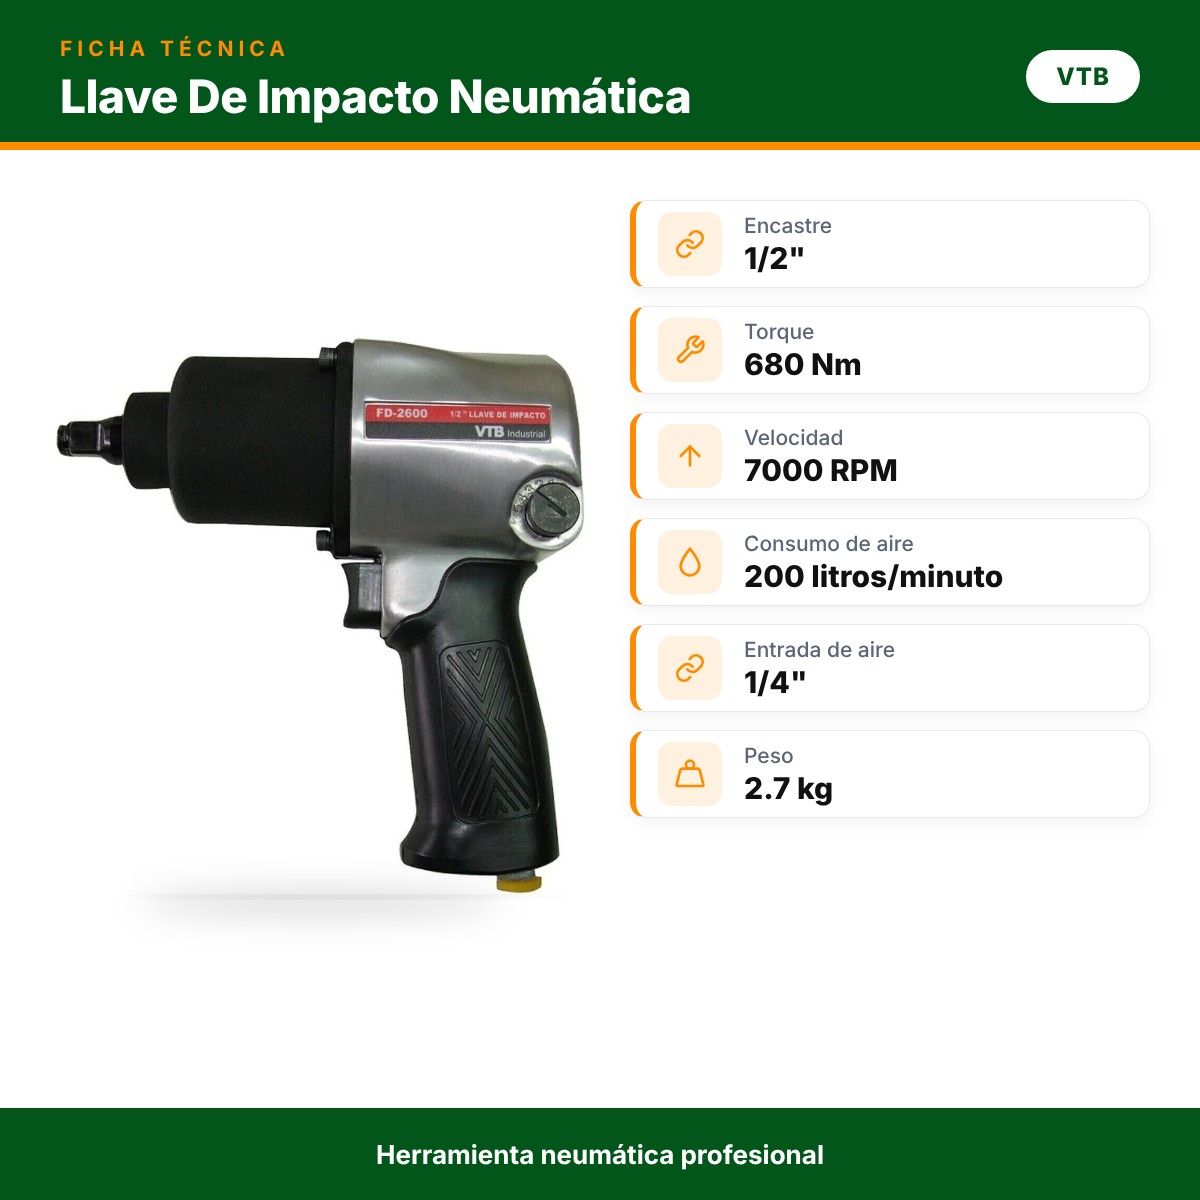 FICHA TÉCNICA
Llave De Impacto Neumática
VTB
Encastre
1/2"
Torque
680 Nm
Velocidad
7000 RPM
Consumo de aire
200 litros/minuto
Entrada de aire
1/4"
Peso
2.7 kg
FD-2600 1/2" LLAVE DE IMPACTO
VTB Industrial
Herramienta neumática profesional